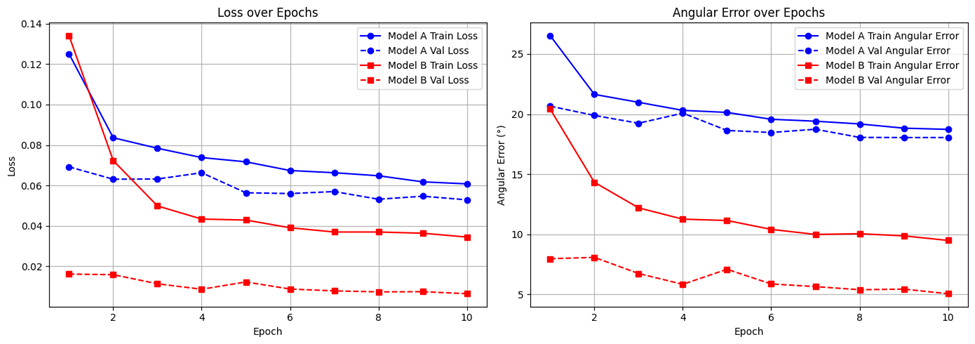 Loss over Epochs
Model A Train Loss
Model A Val Loss
Model B Train Loss
Model B Val Loss
0.14
0.12
0.10
0.08
0.06
0.04
0.02
Loss
2
4
6
8
10
Epoch
Angular Error over Epochs
Model A Train Angular Error
Model A Val Angular Error
Model B Train Angular Error
Model B Val Angular Error
25
20
15
10
5
Angular Error (°)
2
4
6
8
10
Epoch